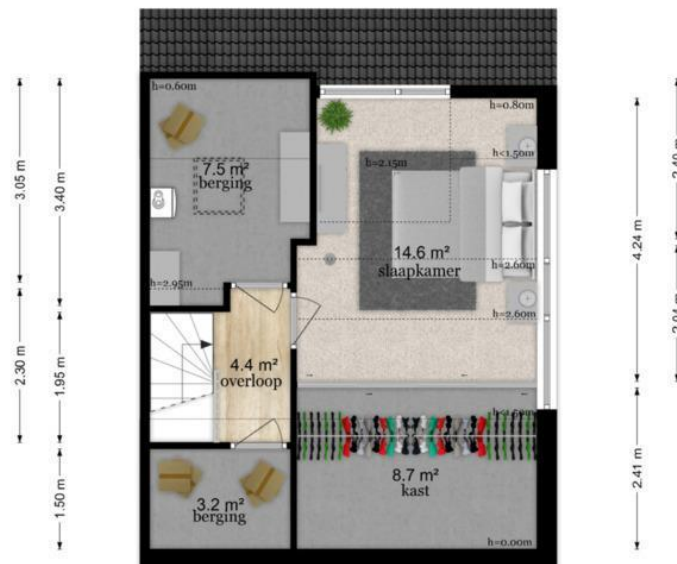 h=0.60m
h=0.80m
h<1.50m
h=2.15m
7.5 m²
berging
14.6 m²
slaapkamer
h=2.60m
h=2.95m
h=2.60m
4.4 m²
overloop
h<1.50m
8.7 m²
kast
3.2 m²
berging
h=0.00m
3.05 m
2.30 m
3.40 m
1.95 m
1.50 m
4.24 m
2.41 m